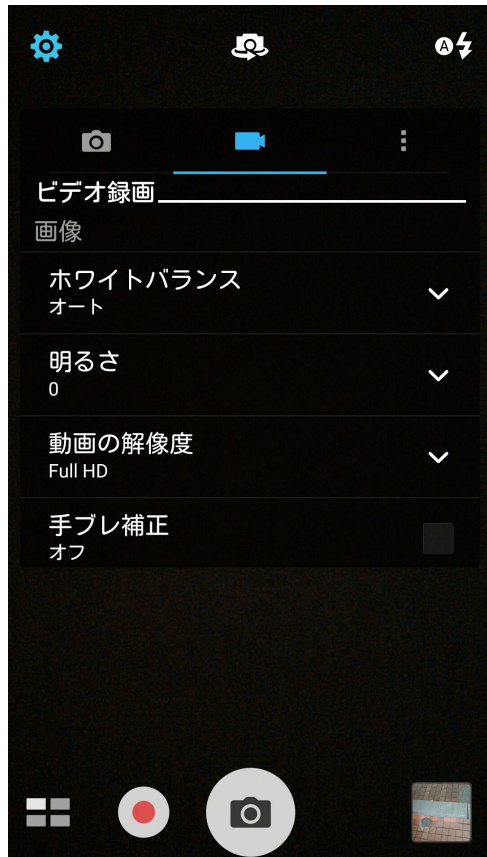 A
ビデオ録画
画像
ホワイトバランス
オート
明るさ
0
動画の解像度
Full HD
手ブレ補正
オフ